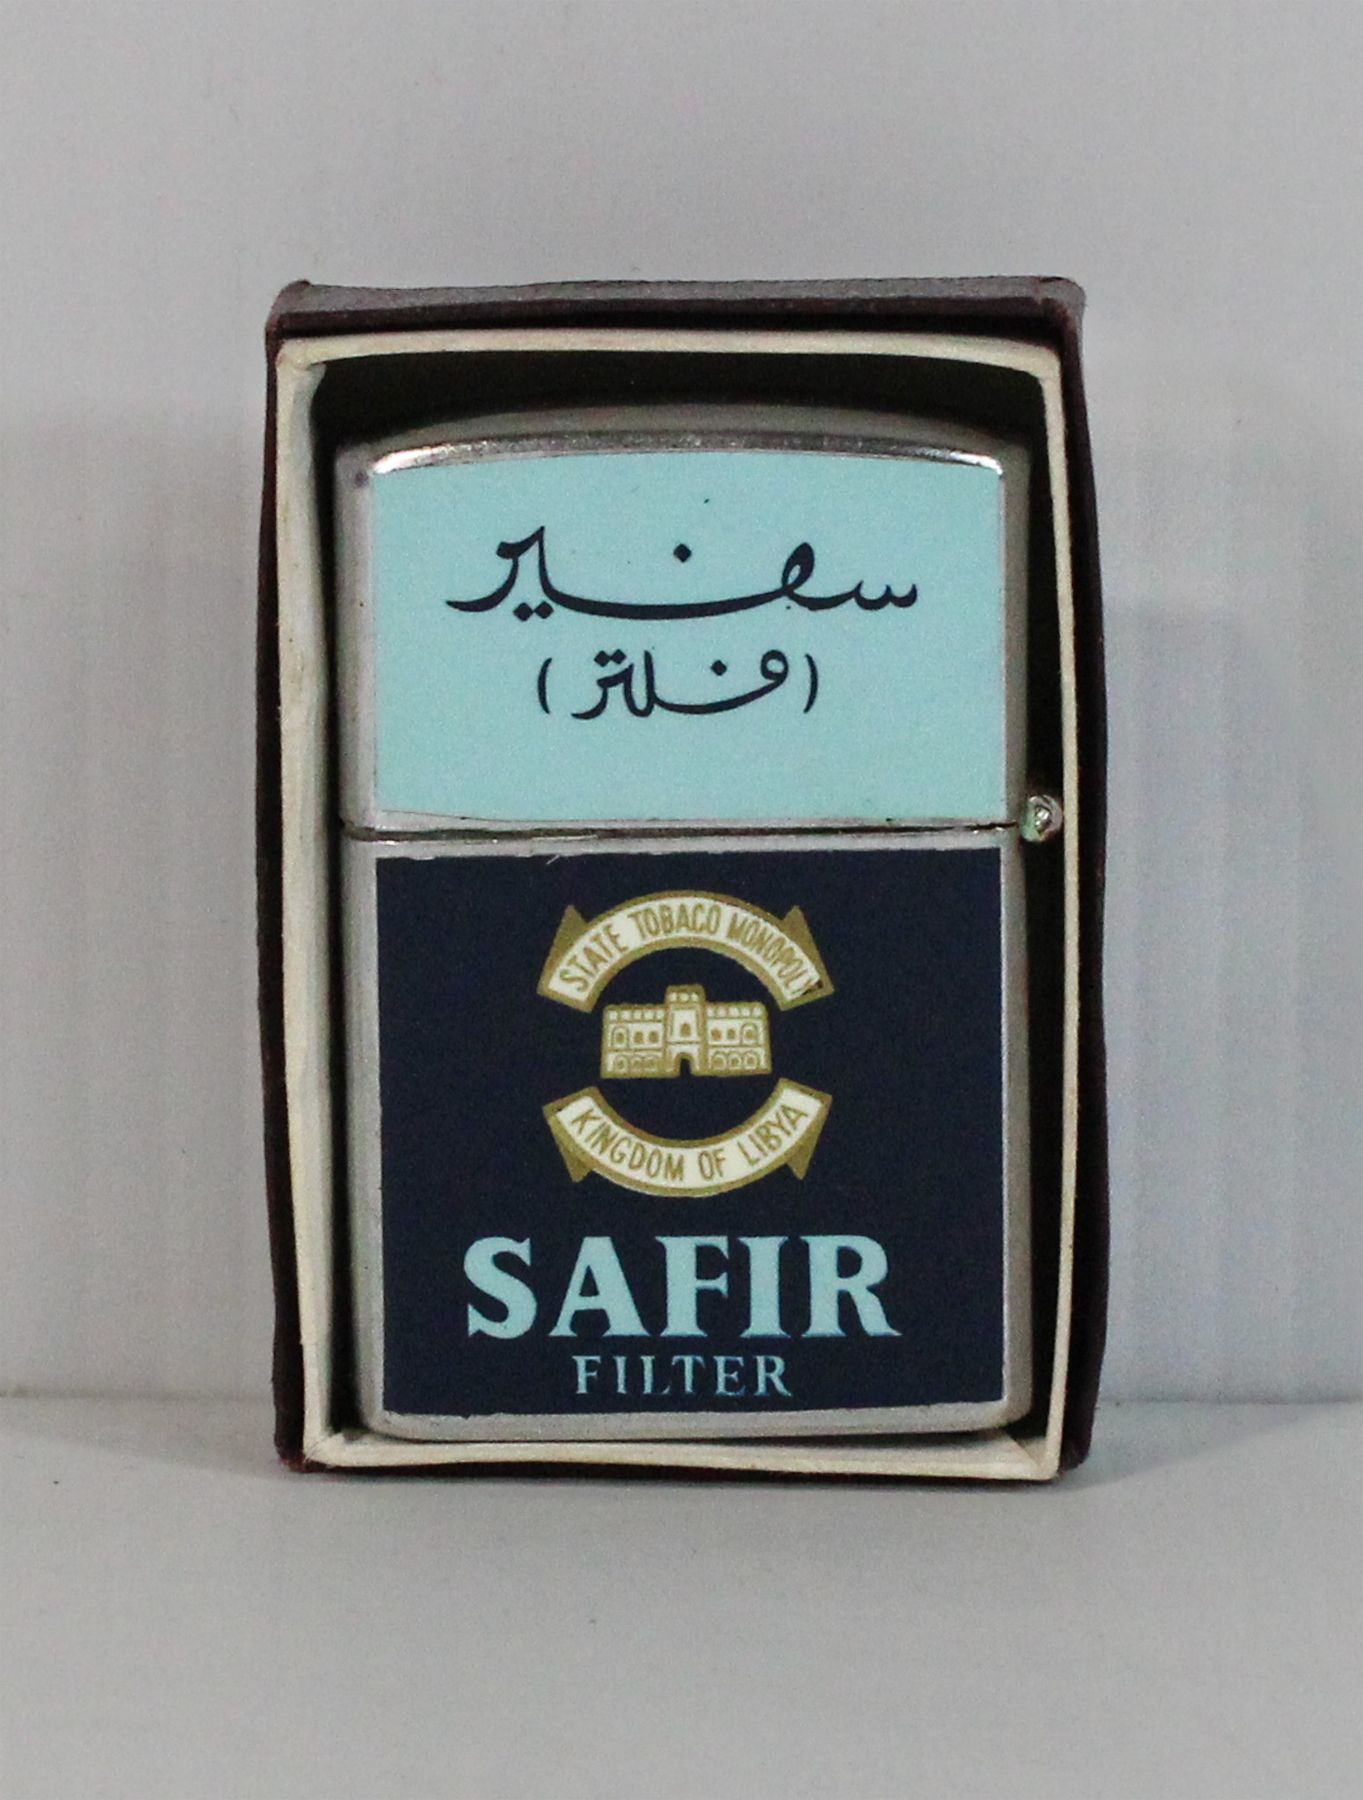 سفير
(فلتر)
STATE TOBACO MONOPOLY
KINGDOM OF LIBYA
SAFIR
FILTER